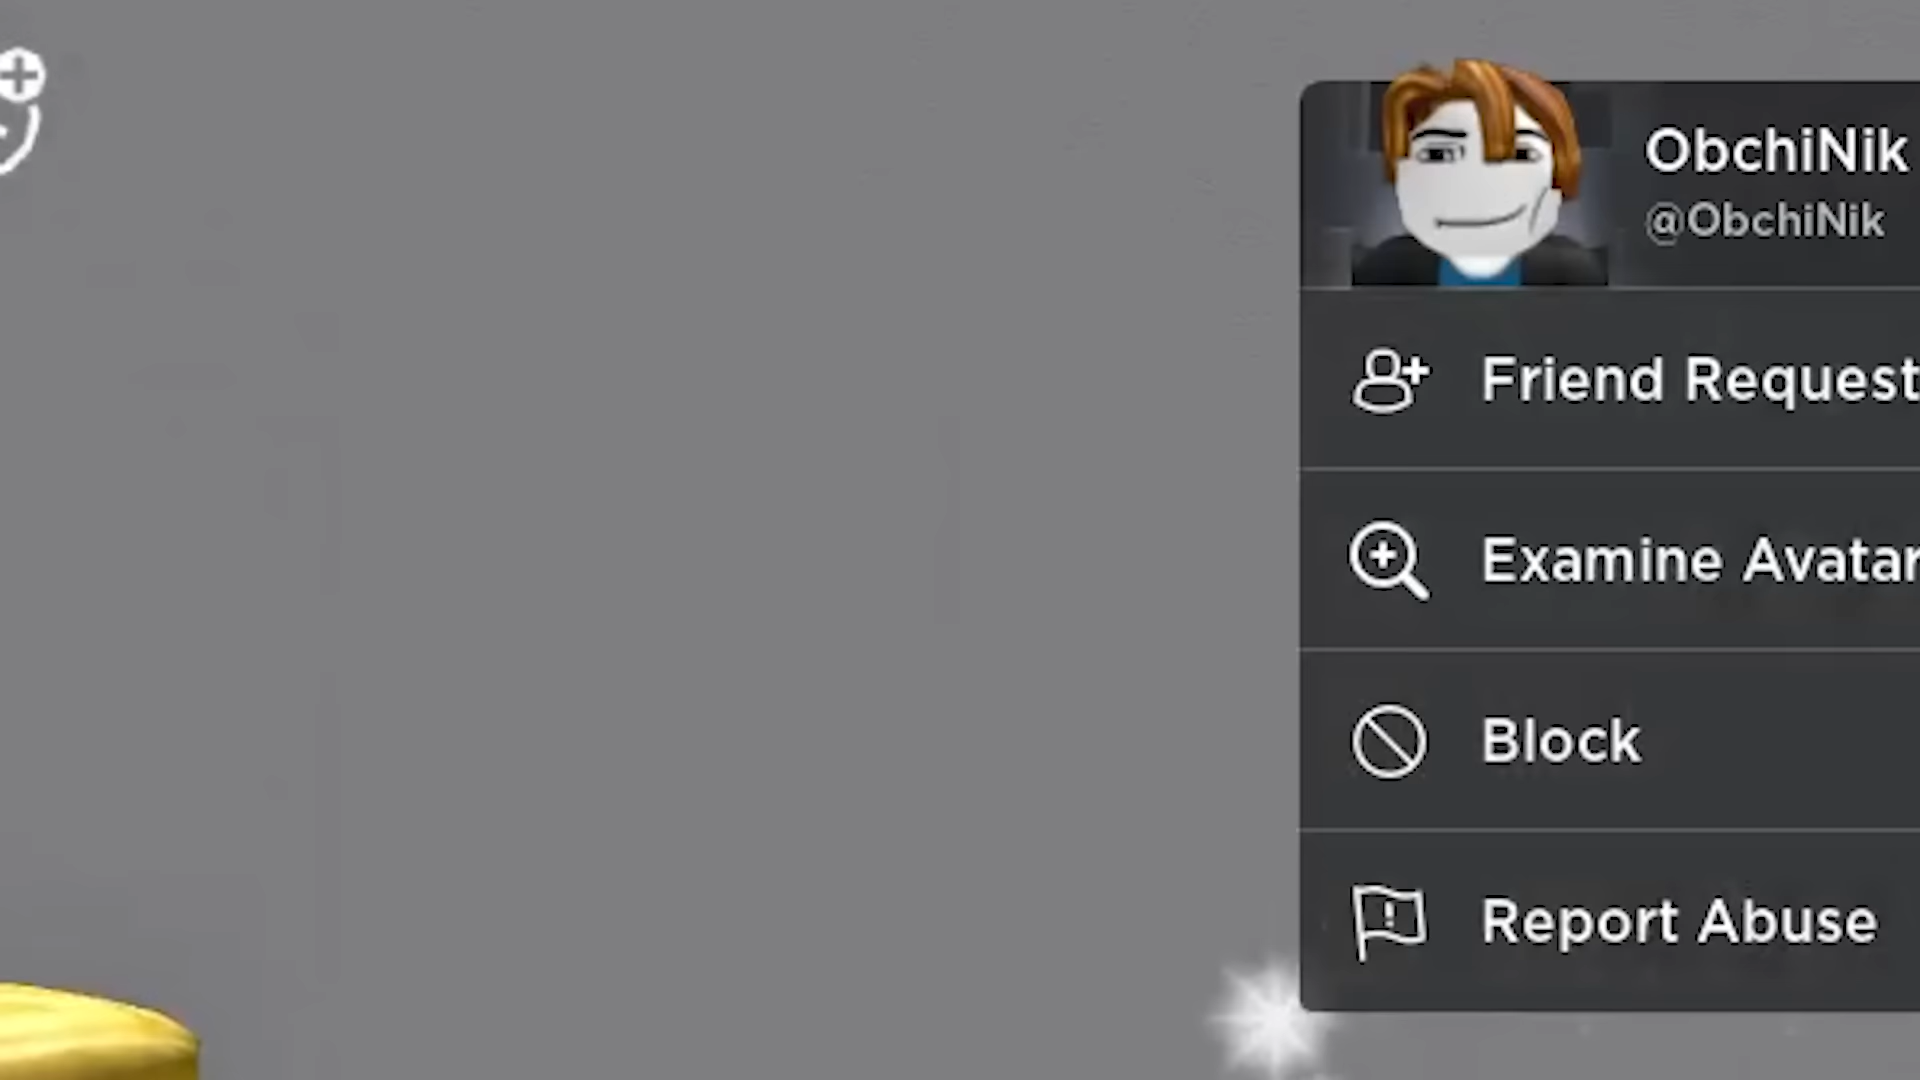 ObchiNik
@ObchiNik
Friend Request
Examine Avatar
Block
Report Abuse